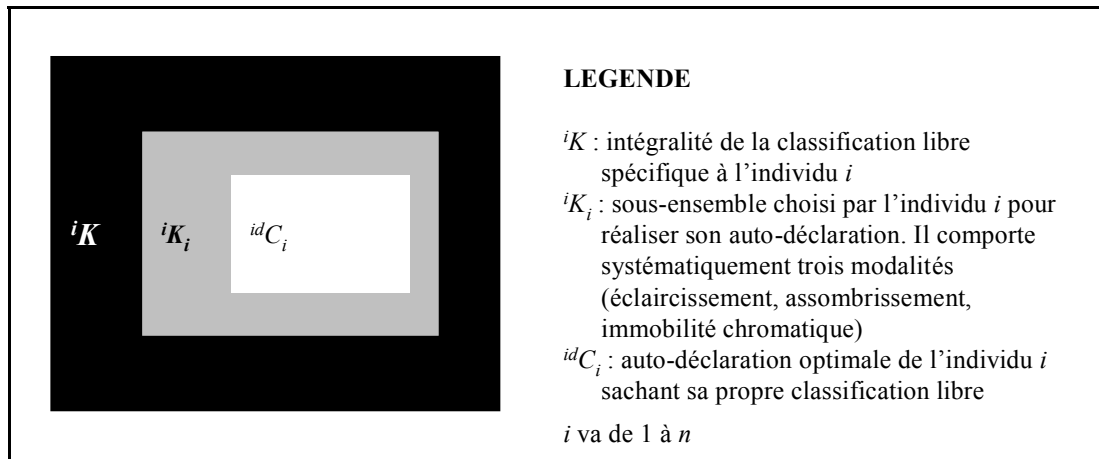 LEGENDE
iK iKi idCi
iK : intégralité de la classification libre
spécifique à l'individu i
iKi : sous-ensemble choisi par l'individu i pour
réaliser son auto-déclaration. Il comporte
systématiquement trois modalités
(éclaircissement, assombrissement,
immobilité chromatique)
idCi : auto-déclaration optimale de l'individu i
sachant sa propre classification libre
i va de 1 à n